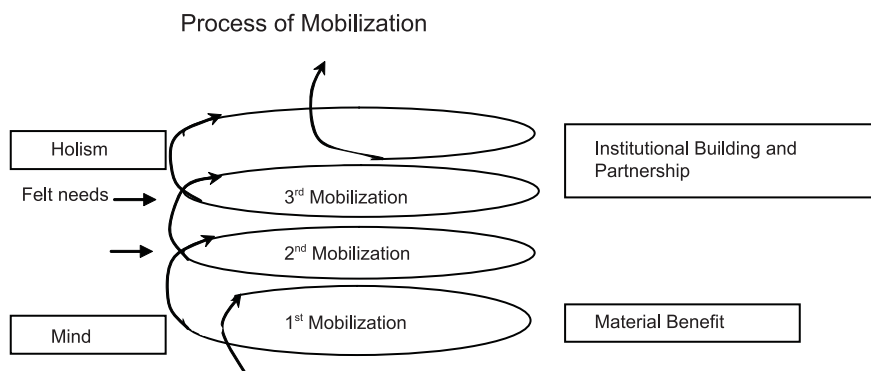 Process of Mobilization
Holism
Institutional Building and
Partnership
Felt needs
3rd Mobilization
2nd Mobilization
1st Mobilization
Mind
Material Benefit